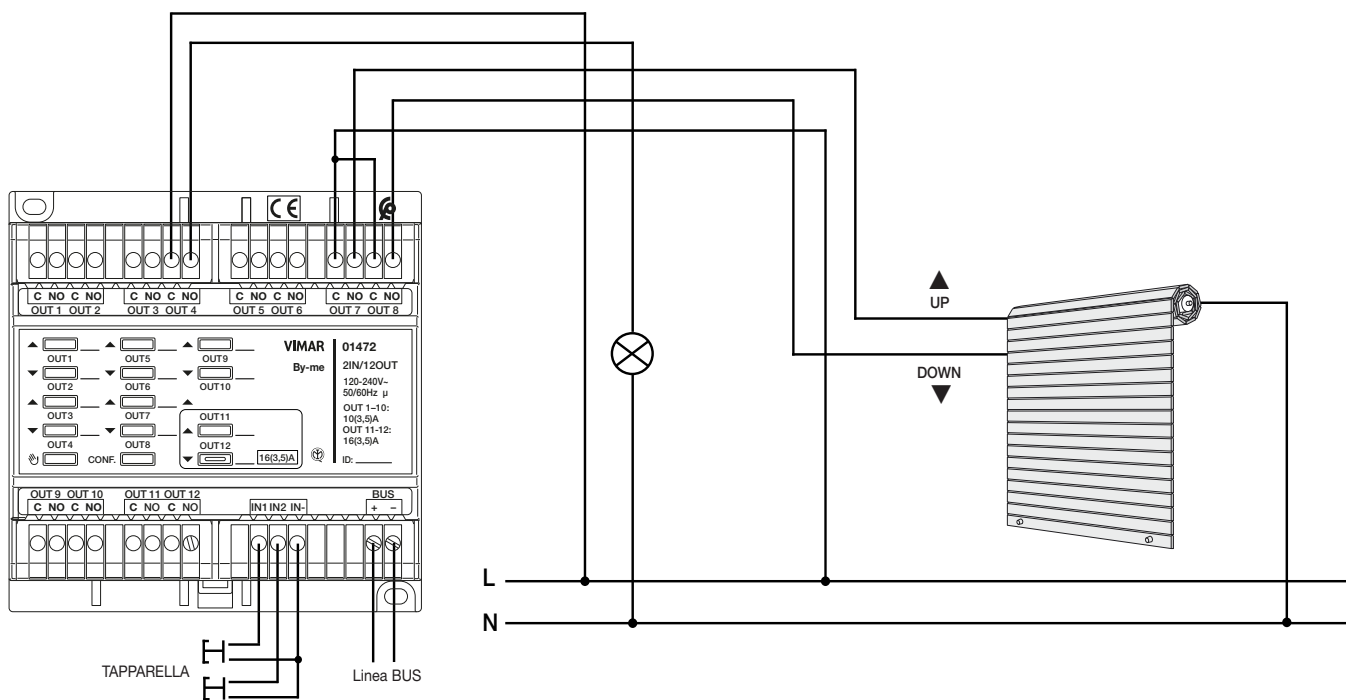 C NO C NO C NO C NO C NO C NO C NO C NO
OUT 1 OUT 2 OUT 3 OUT 4 OUT 5 OUT 6 OUT 7 OUT 8
OUT1 OUT5 OUT9
OUT2 OUT6 OUT10
OUT3 OUT7 OUT11
OUT4 OUT8 OUT12
CONF. 16(3,5)A
VIMAR 01472
By-me 2IN/12OUT
120-240V~
50/60Hz µ
OUT 1–10:
10(3,5)A
OUT 11-12:
16(3,5)A
ID:
OUT 9 OUT 10 OUT 11 OUT 12 BUS
C NO C NO C NO C NO IN1 IN2 IN- + –
TAPPARELLA
Linea BUS
UP
DOWN
L
N